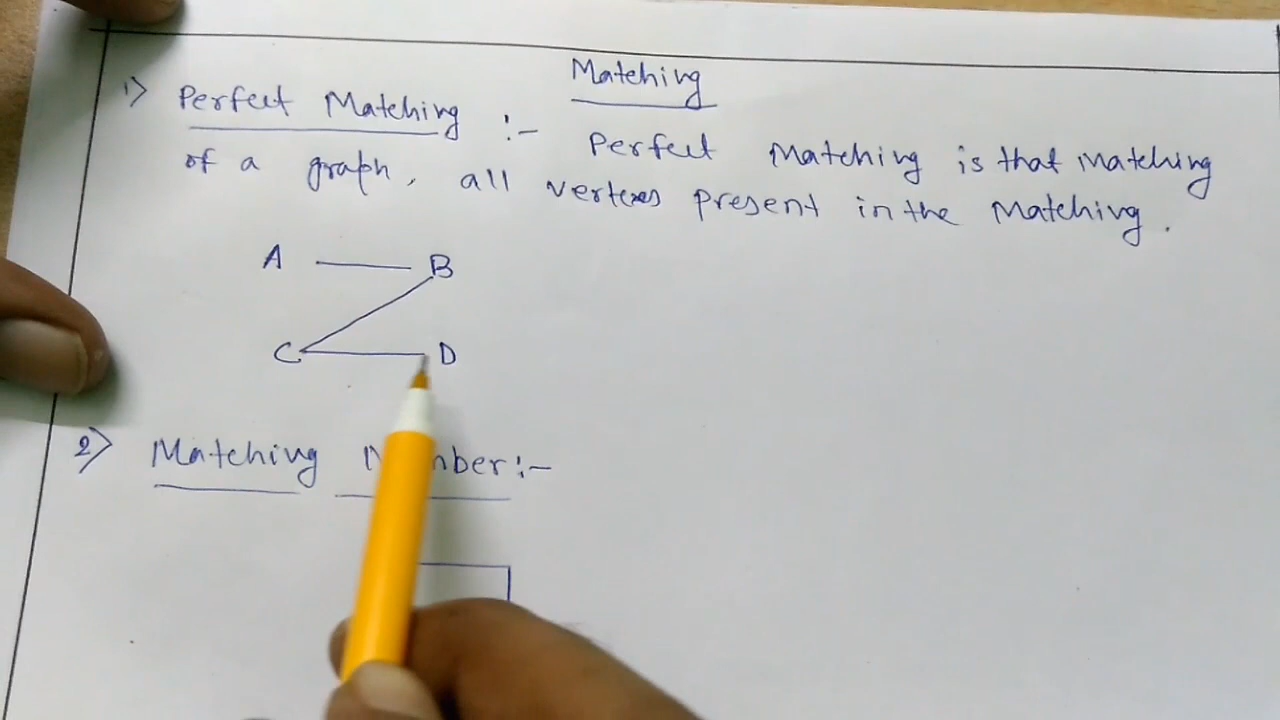 Matching
1) Perfect Matching :- Perfect Matching is that Matching
of a graph, all vertexes present in the Matching.
A B
C D
2) Matching :-